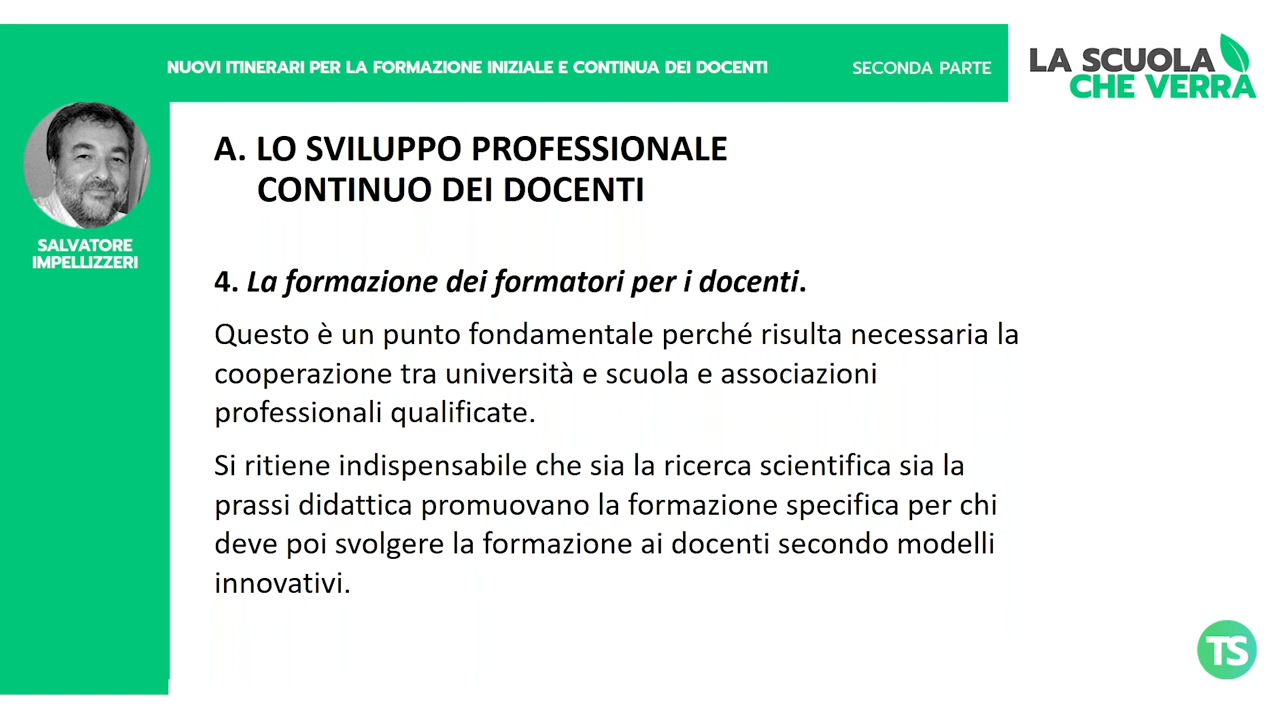 NUOVI ITINERARI PER LA FORMAZIONE INIZIALE E CONTINUA DEI DOCENTI
SECONDA PARTE
LA SCUOLA
CHE VERRÀ
SALVATORE
IMPELLIZZERI
A. LO SVILUPPO PROFESSIONALE
CONTINUO DEI DOCENTI
4. La formazione dei formatori per i docenti.
Questo è un punto fondamentale perché risulta necessaria la
cooperazione tra università e scuola e associazioni
professionali qualificate.
Si ritiene indispensabile che sia la ricerca scientifica sia la
prassi didattica promuovano la formazione specifica per chi
deve poi svolgere la formazione ai docenti secondo modelli
innovativi.
TS